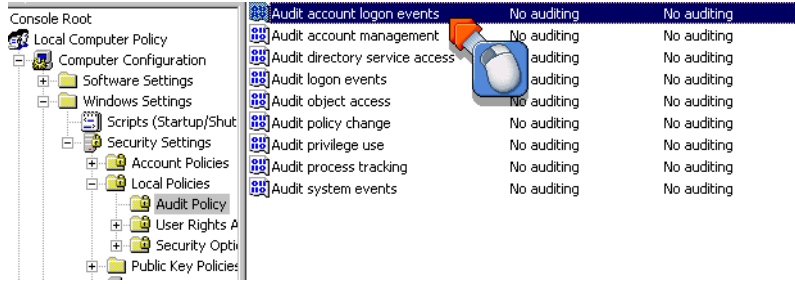 Console Root
Local Computer Policy
Computer Configuration
Software Settings
Windows Settings
Scripts (Startup/Shut
Security Settings
Account Policies
Local Policies
Audit Policy
User Rights A
Security Optio
Public Key Policies
Audit account logon events No auditing No auditing
Audit account management No auditing No auditing
Audit directory service access No auditing No auditing
Audit logon events No auditing No auditing
Audit object access No auditing No auditing
Audit policy change No auditing No auditing
Audit privilege use No auditing No auditing
Audit process tracking No auditing No auditing
Audit system events No auditing No auditing